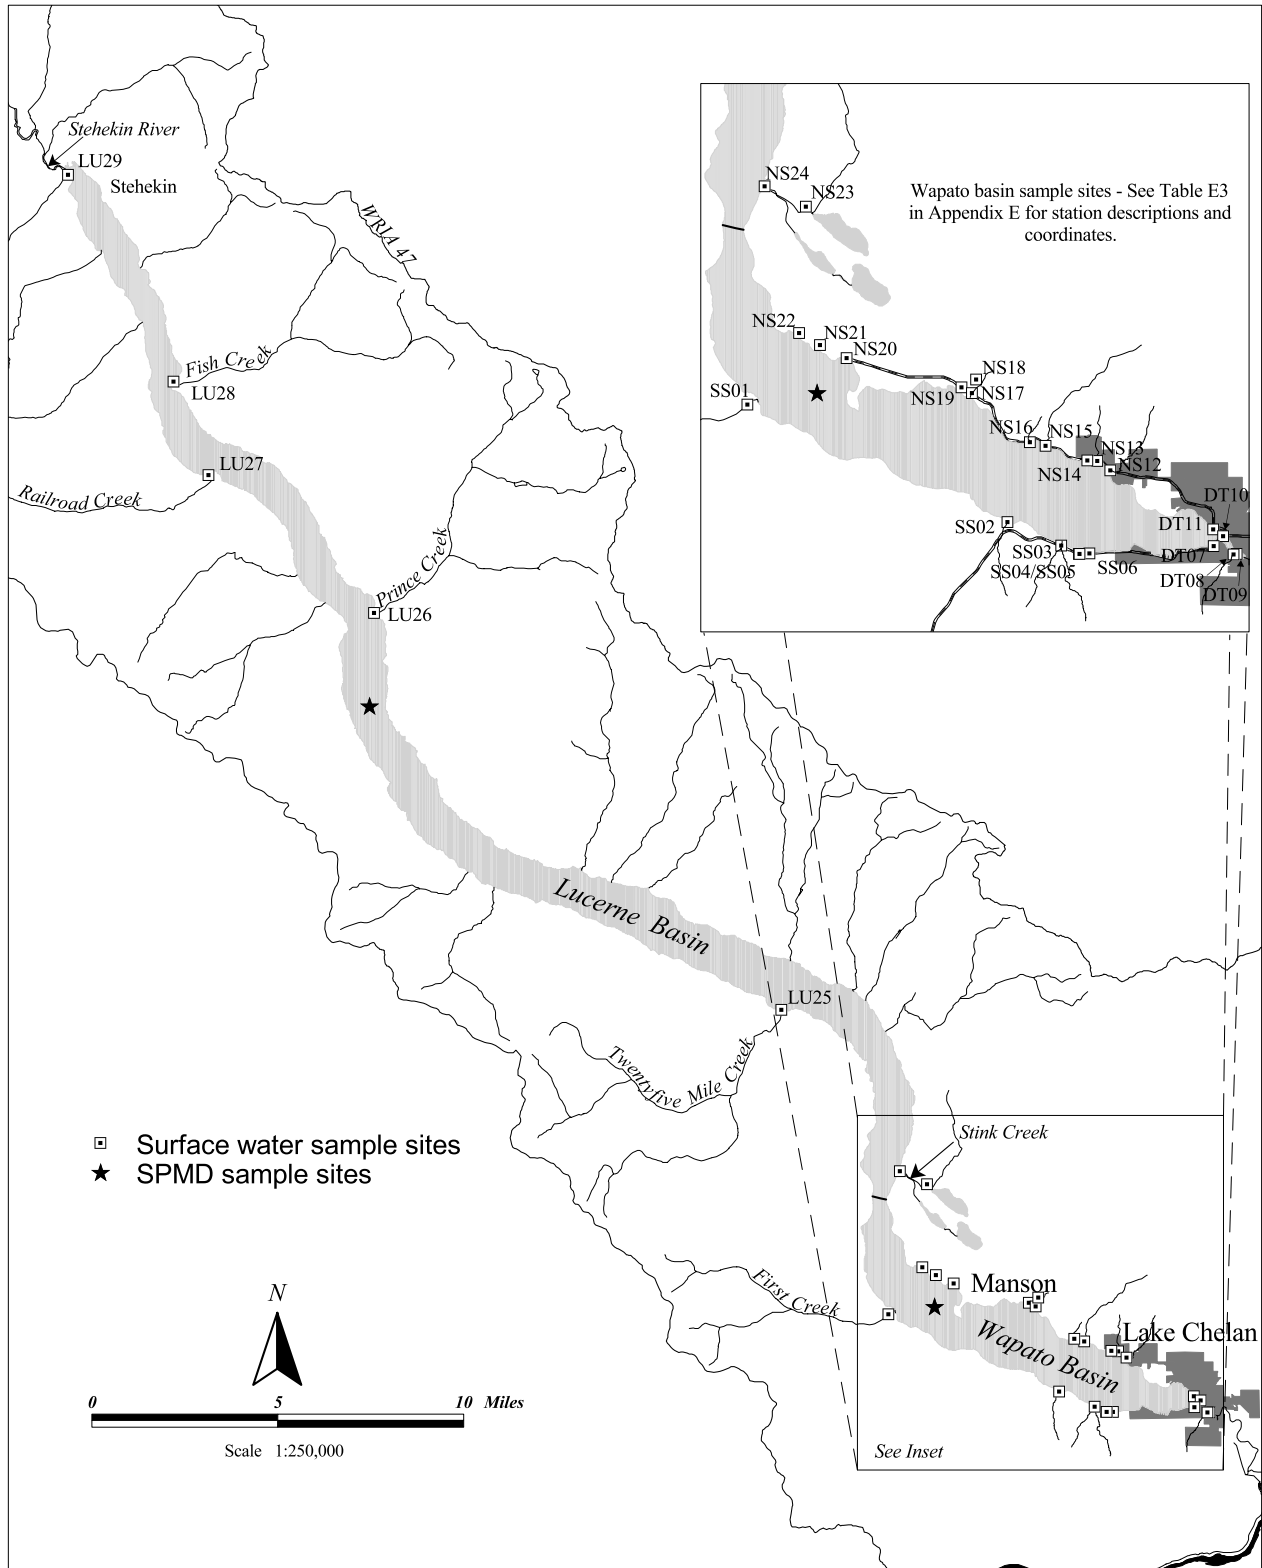 Stehekin River
LU29
Stehekin
WRIA 47
NS24
NS23
Wapato basin sample sites - See Table E3
in Appendix E for station descriptions and
coordinates.
NS22
NS21
NS20
Fish Creek
LU28
SS01
NS18
NS19
NS17
NS16
NS15
NS13
NS14
NS12
LU27
Railroad Creek
DT10
DT11
SS02
SS03
DT07
SS04/SS05
SS06
DT08
DT09
Prince Creek
LU26
Lucerne Basin
LU25
Twentyfive Mile Creek
Surface water sample sites
SPMD sample sites
Stink Creek
First Creek
Manson
Lake Chelan
Wapato Basin
N
0 5 10 Miles
Scale 1:250,000
See Inset